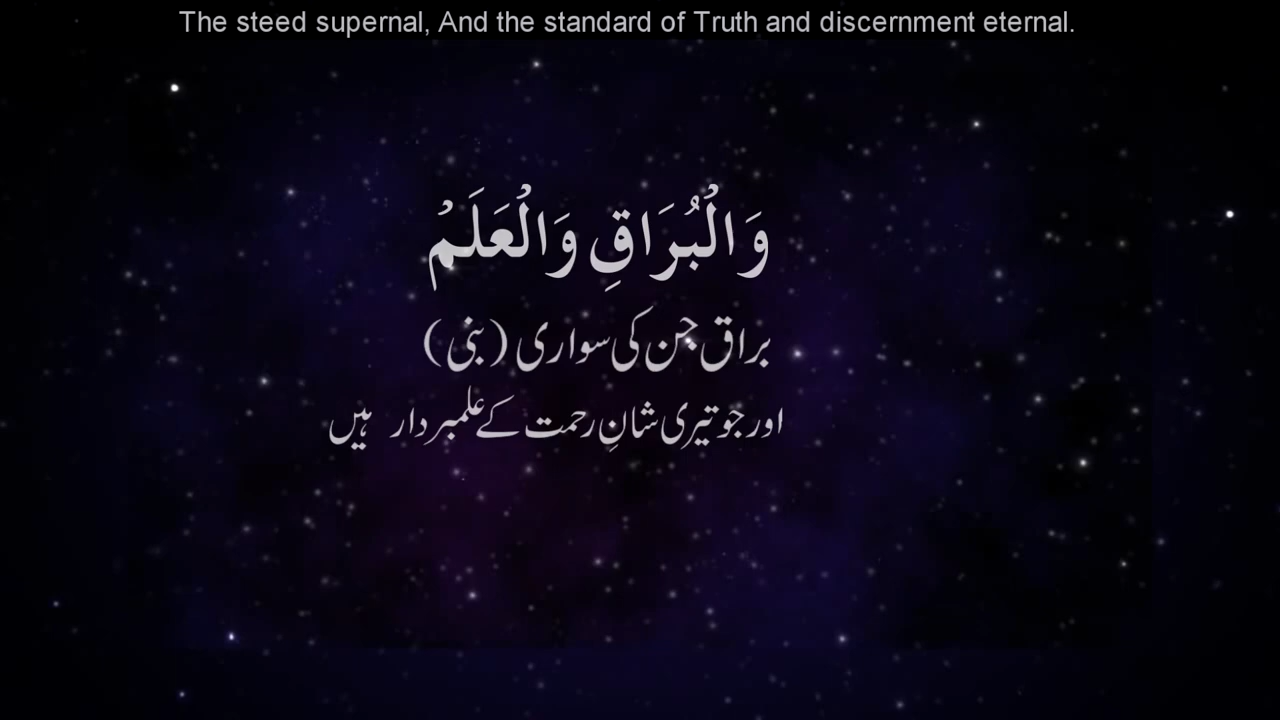 The steed supernal, And the standard of Truth and discernment eternal.
وَالْبُرَاقِ وَالْعَلَمْ
براق جن کی سواری (بنی)
اور جو تیری شانِ رحمت کے علمبردار ہیں